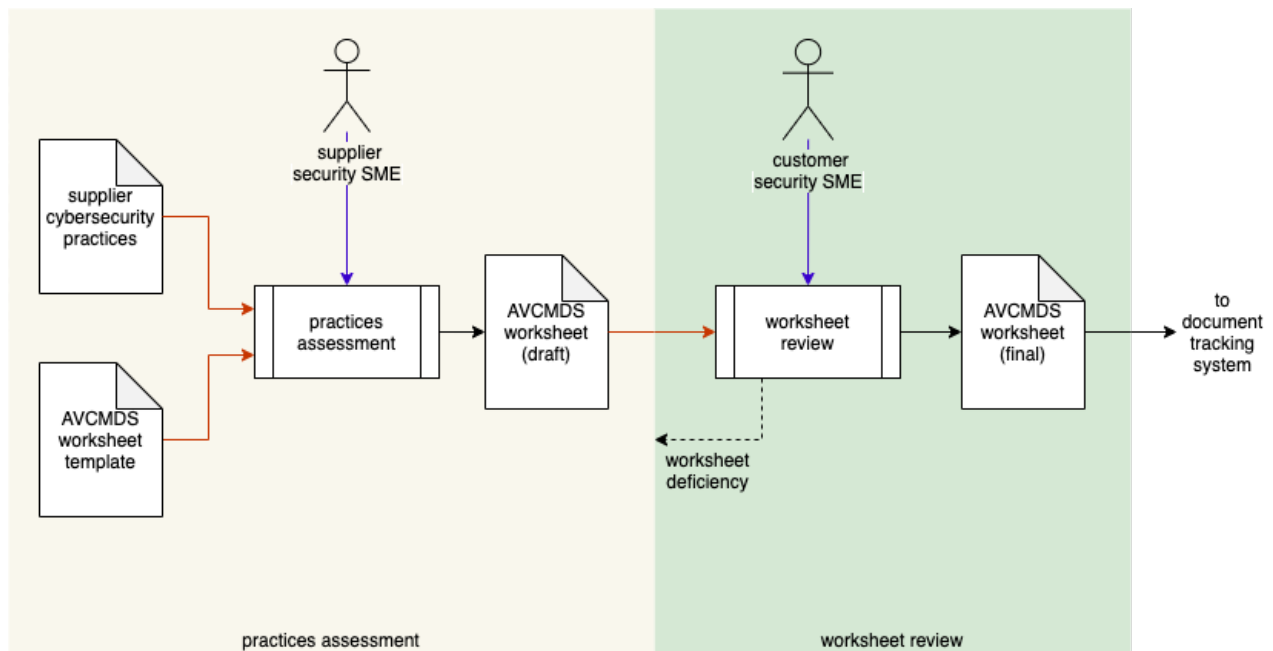 supplier
security SME
customer
security SME
supplier
cybersecurity
practices
practices
assessment
AVCMDS
worksheet
(draft)
worksheet
review
AVCMDS
worksheet
(final)
to
document
tracking
system
AVCMDS
worksheet
template
worksheet
deficiency
practices assessment
worksheet review